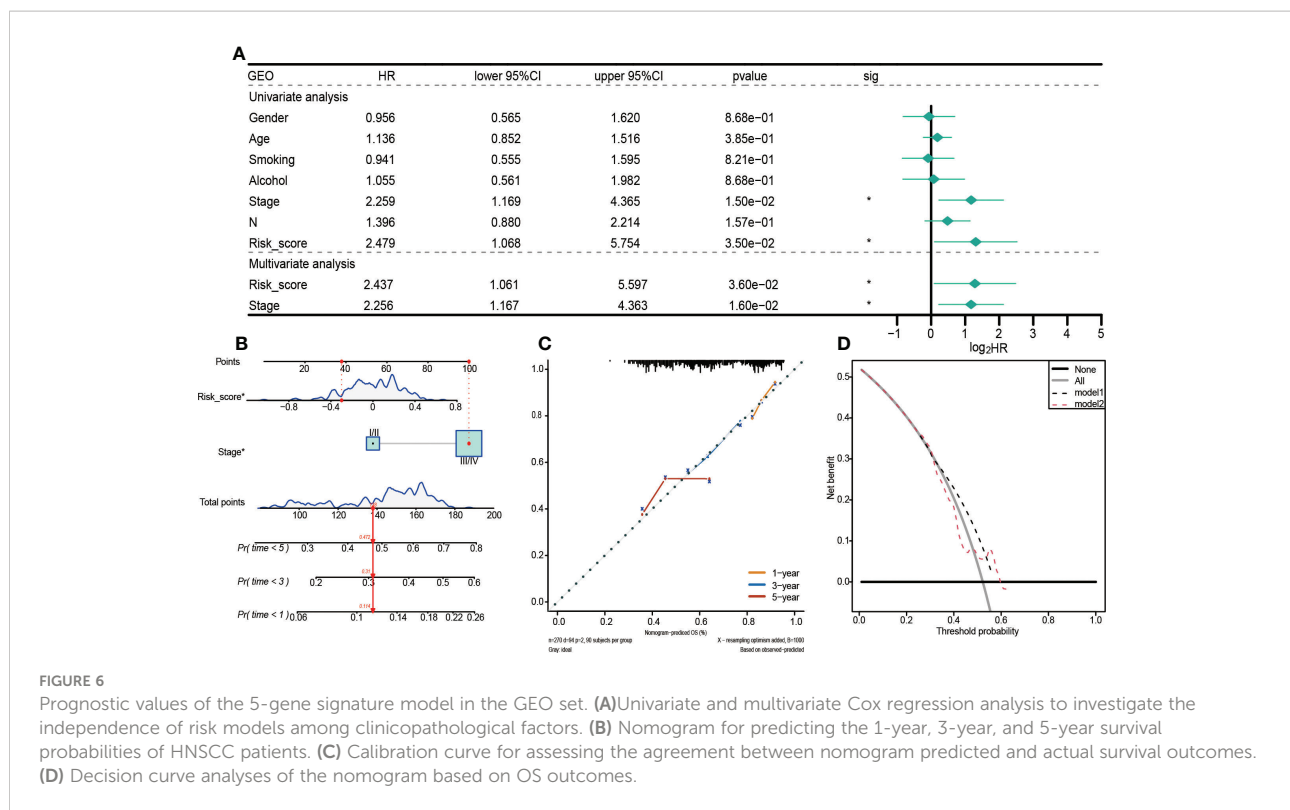 A
GEO HR lower 95%CI upper 95%CI pvalue sig
Univariate analysis
Gender 0.956 0.565 1.620 8.68e−01
Age 1.136 0.852 1.516 3.85e−01
Smoking 0.941 0.555 1.595 8.21e−01
Alcohol 1.055 0.561 1.982 8.68e−01
Stage 2.259 1.169 4.365 1.50e−02 *
N 1.396 0.880 2.214 1.57e−01
Risk_score 2.479 1.068 5.754 3.50e−02 *
Multivariate analysis
Risk_score 2.437 1.061 5.597 3.60e−02 *
Stage 2.256 1.167 4.363 1.60e−02 *
−1 0 1 2 3 4 5
log2HR
B
Points
20 40 60 80 100
Risk_score*
−0.8 −0.4 0 0.4 0.8
I/II
Stage*
III/IV
Total points
100 120 140 160 180 200
0.472
Pr( time < 5)
0.3 0.4 0.5 0.6 0.7 0.8
0.31
Pr( time < 3)
0.2 0.3 0.4 0.5 0.6
0.114
Pr( time < 1)
0.06 0.1 0.14 0.18 0.22 0.26
C
1.0
0.8
0.6
0.4
0.2
0.0
0.0 0.2 0.4 0.6 0.8 1.0
1-year
3-year
5-year
Nomogram-prediced OS (%)
n=270 d=94 p=2, 90 subjects per group
Gray: ideal
X − resampling optimism added, B=1000
Based on observed-predicted
D
None
All
model1
model2
Net benefit
0.5
0.4
0.3
0.2
0.1
0.0
0.0 0.2 0.4 0.6 0.8 1.0
Threshold probability
FIGURE 6
Prognostic values of the 5-gene signature model in the GEO set. (A)Univariate and multivariate Cox regression analysis to investigate the
independence of risk models among clinicopathological factors. (B) Nomogram for predicting the 1-year, 3-year, and 5-year survival
probabilities of HNSCC patients. (C) Calibration curve for assessing the agreement between nomogram predicted and actual survival outcomes.
(D) Decision curve analyses of the nomogram based on OS outcomes.